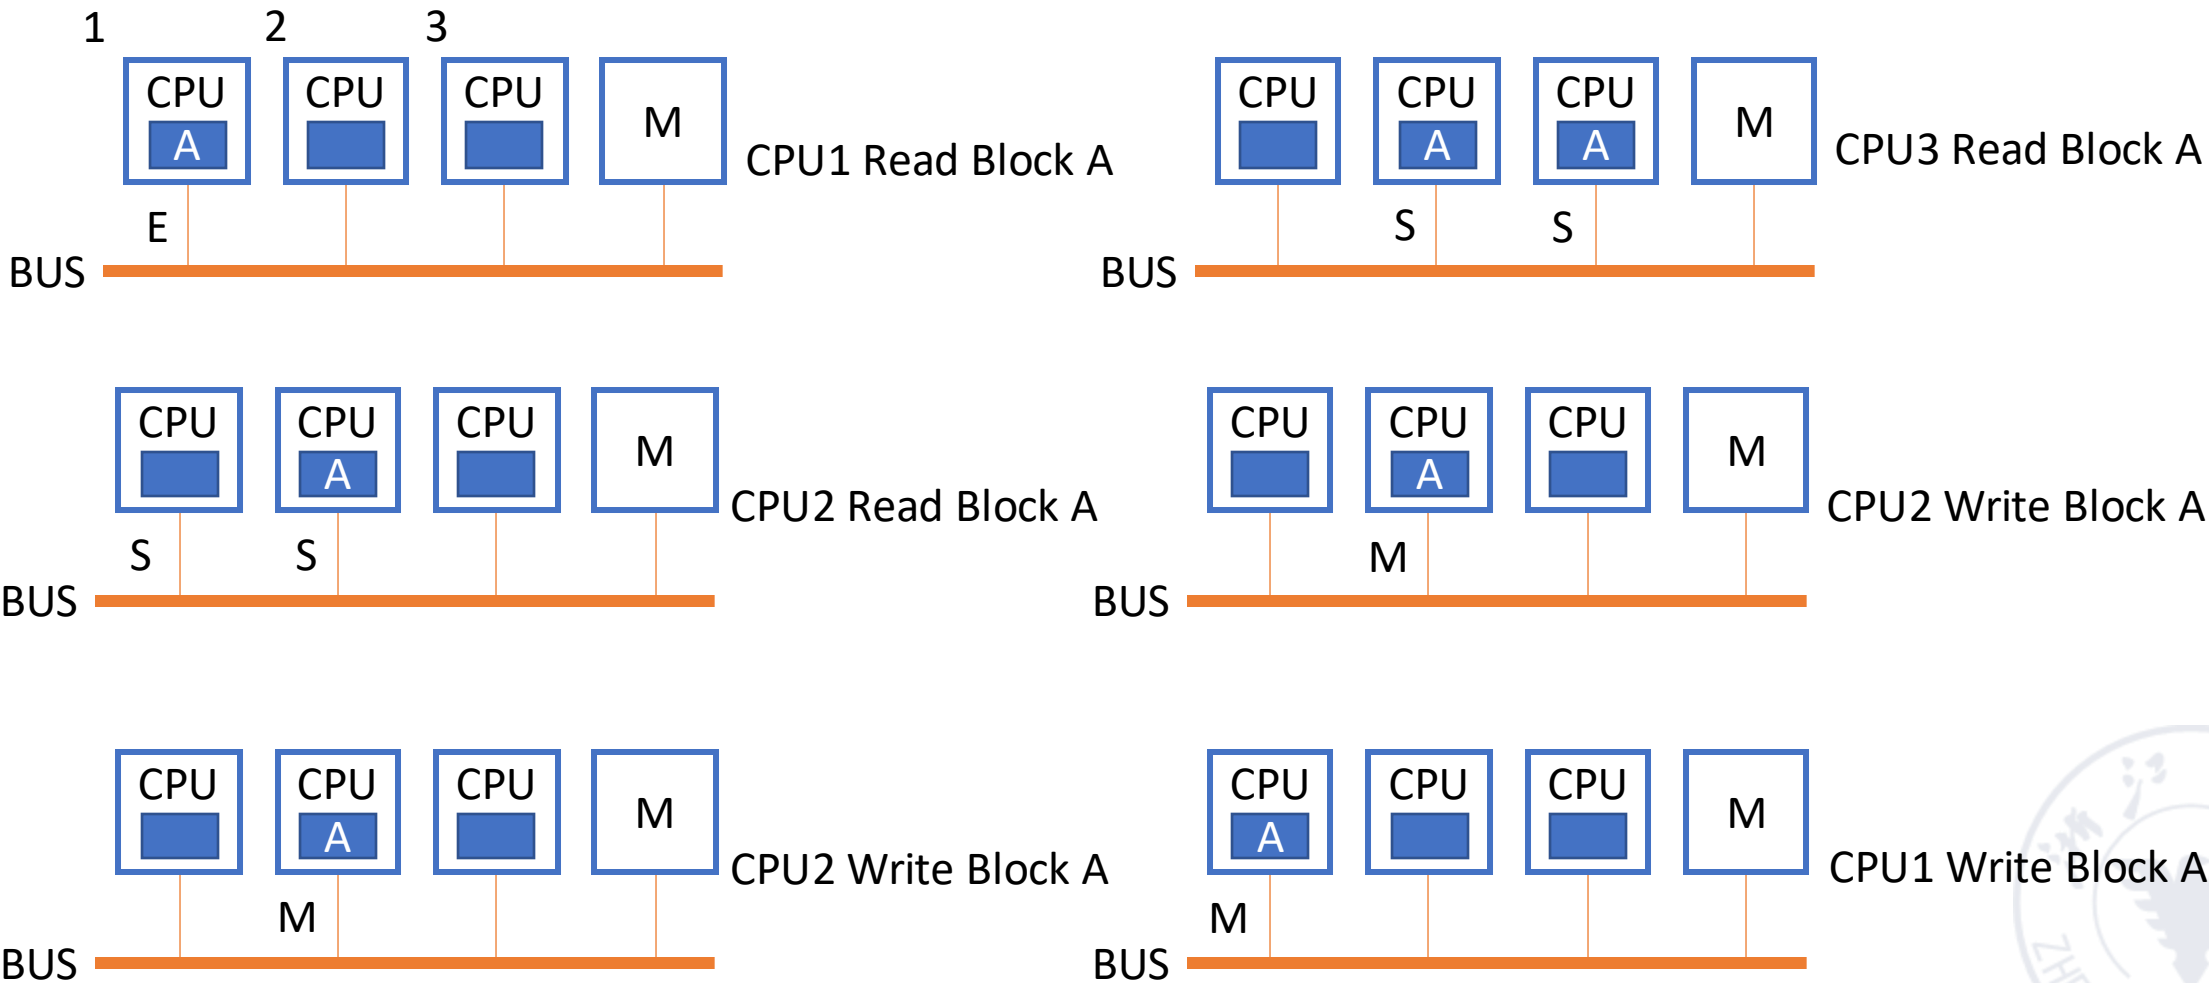 1 2 3
CPU CPU CPU
A M
CPU1 Read Block A
E
BUS
CPU CPU CPU
A M
CPU2 Read Block A
S S
BUS
CPU CPU CPU
A M
CPU2 Write Block A
M
BUS
CPU CPU CPU
A A M
CPU3 Read Block A
S S
BUS
CPU CPU CPU
A M
CPU2 Write Block A
M
BUS
CPU CPU CPU
A M
CPU1 Write Block A
M
BUS